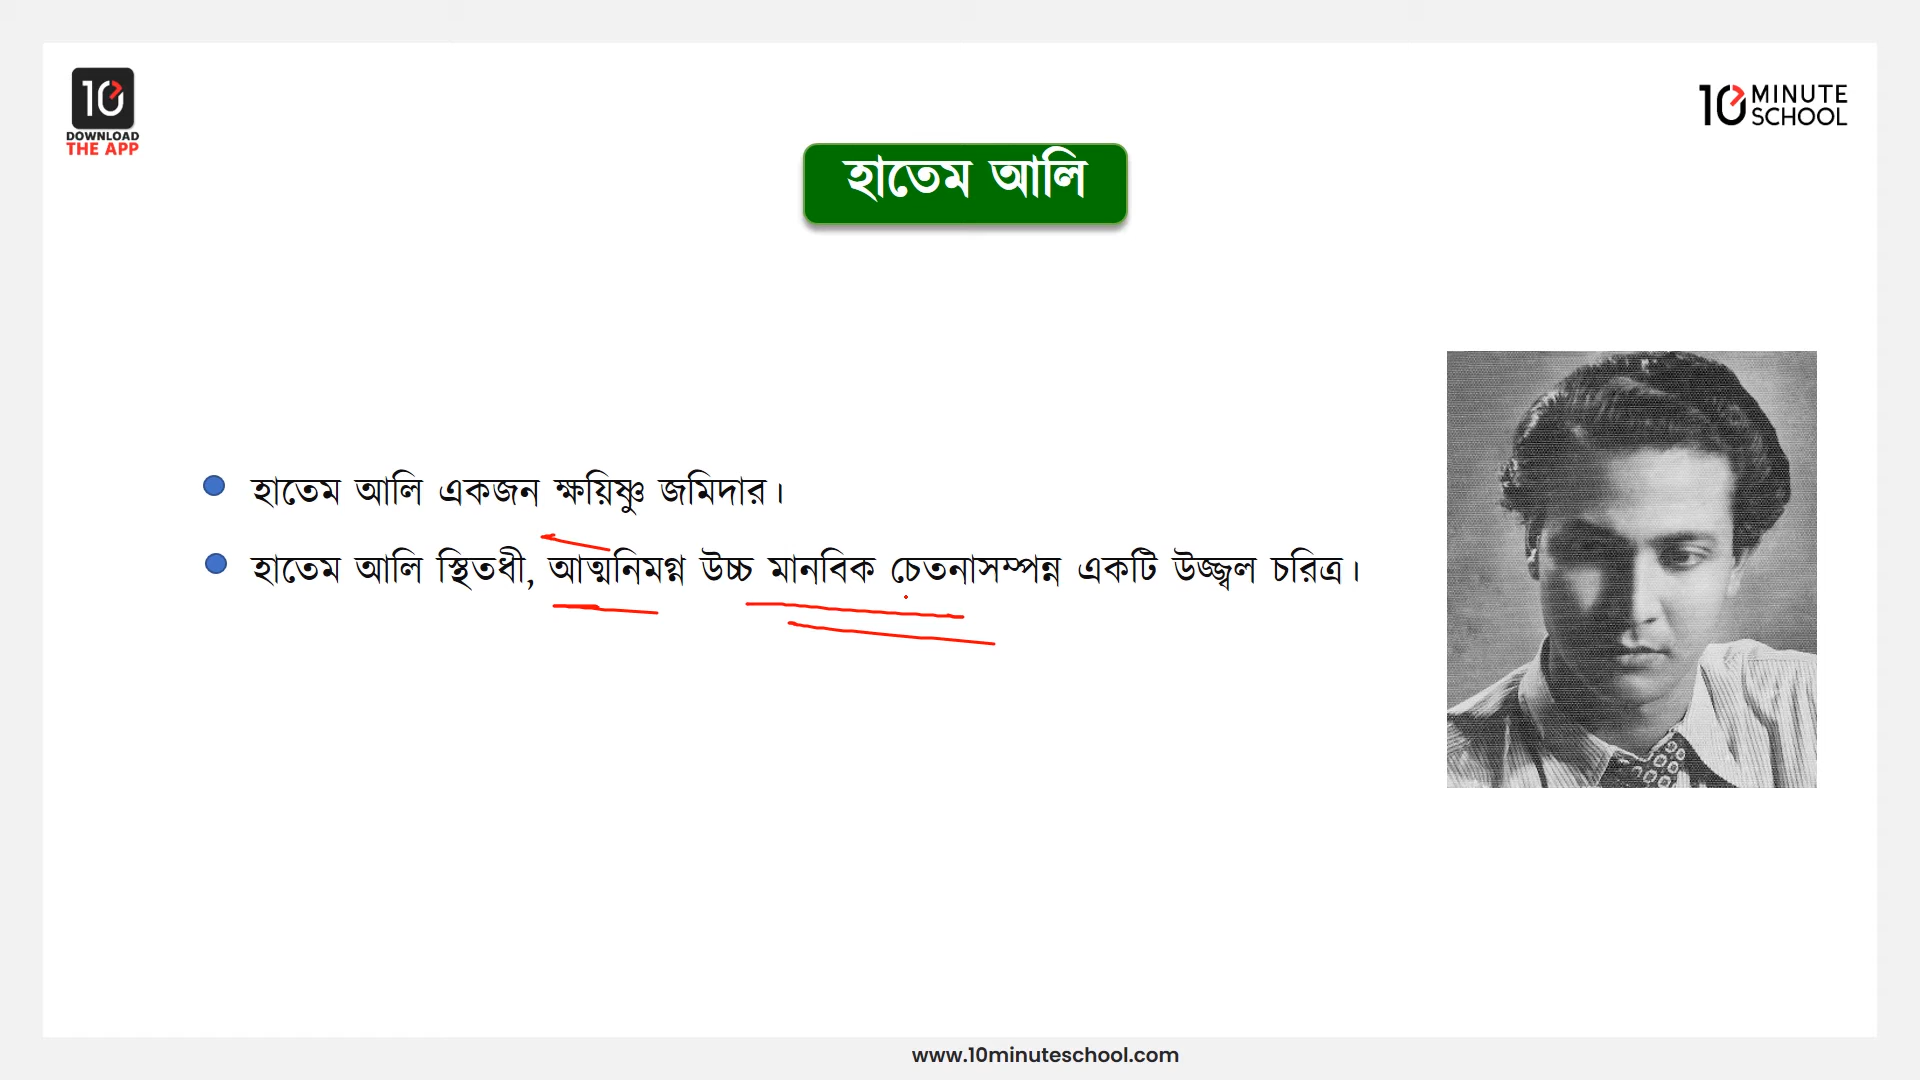 10
DOWNLOAD
THE APP
10 MINUTE
SCHOOL
হাতেম আলি
হাতেম আলি একজন ক্ষয়িষ্ণু জমিদার।
হাতেম আলি স্থিতধী, আত্মনিমগ্ন উচ্চ মানবিক চেতনাসম্পন্ন একটি উজ্জ্বল চরিত্র।
www.10minuteschool.com